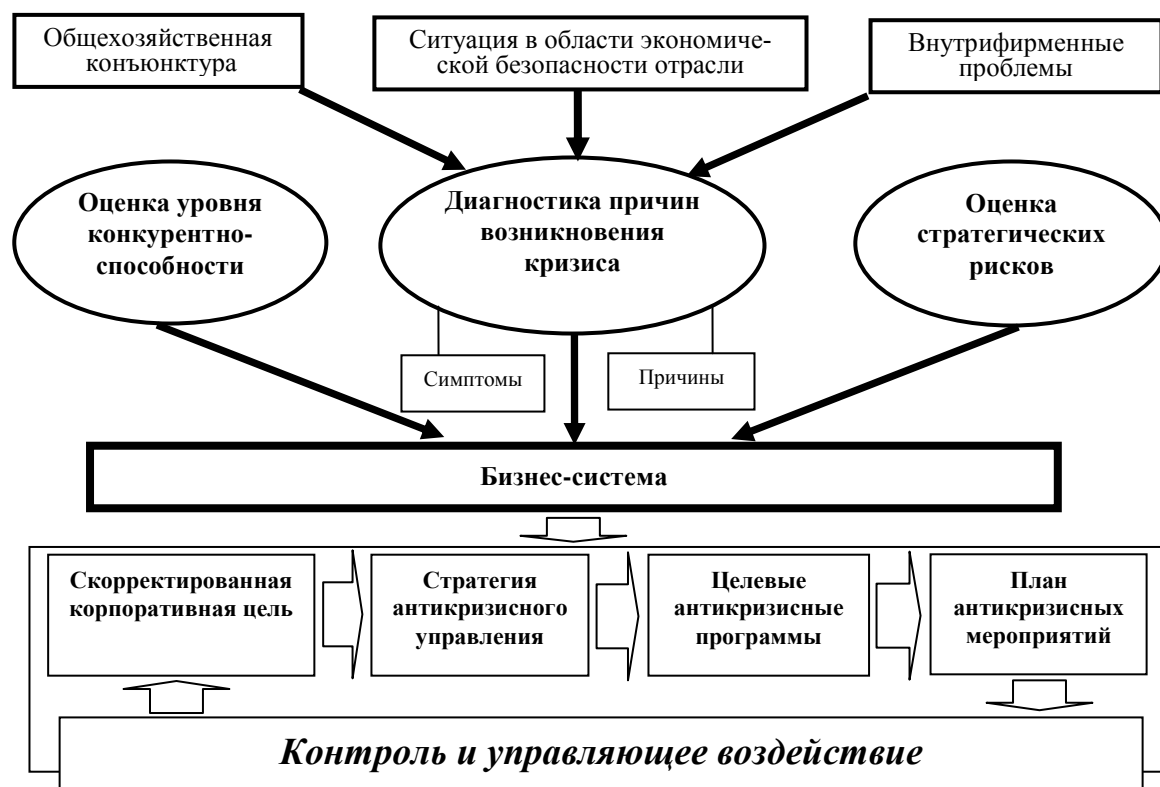 Общехозяйственная
конъюнктура
Ситуация в области экономиче-
ской безопасности отрасли
Внутрифирменные
проблемы
Оценка уровня
конкурентно-
способности
Диагностика причин
возникновения
кризиса
Оценка
стратегических
рисков
Симптомы
Причины
Бизнес-система
Скорректированная
корпоративная цель
Стратегия
антикризисного
управления
Целевые
антикризисные
программы
План
антикризисных
мероприятий
Контроль и управляющее воздействие